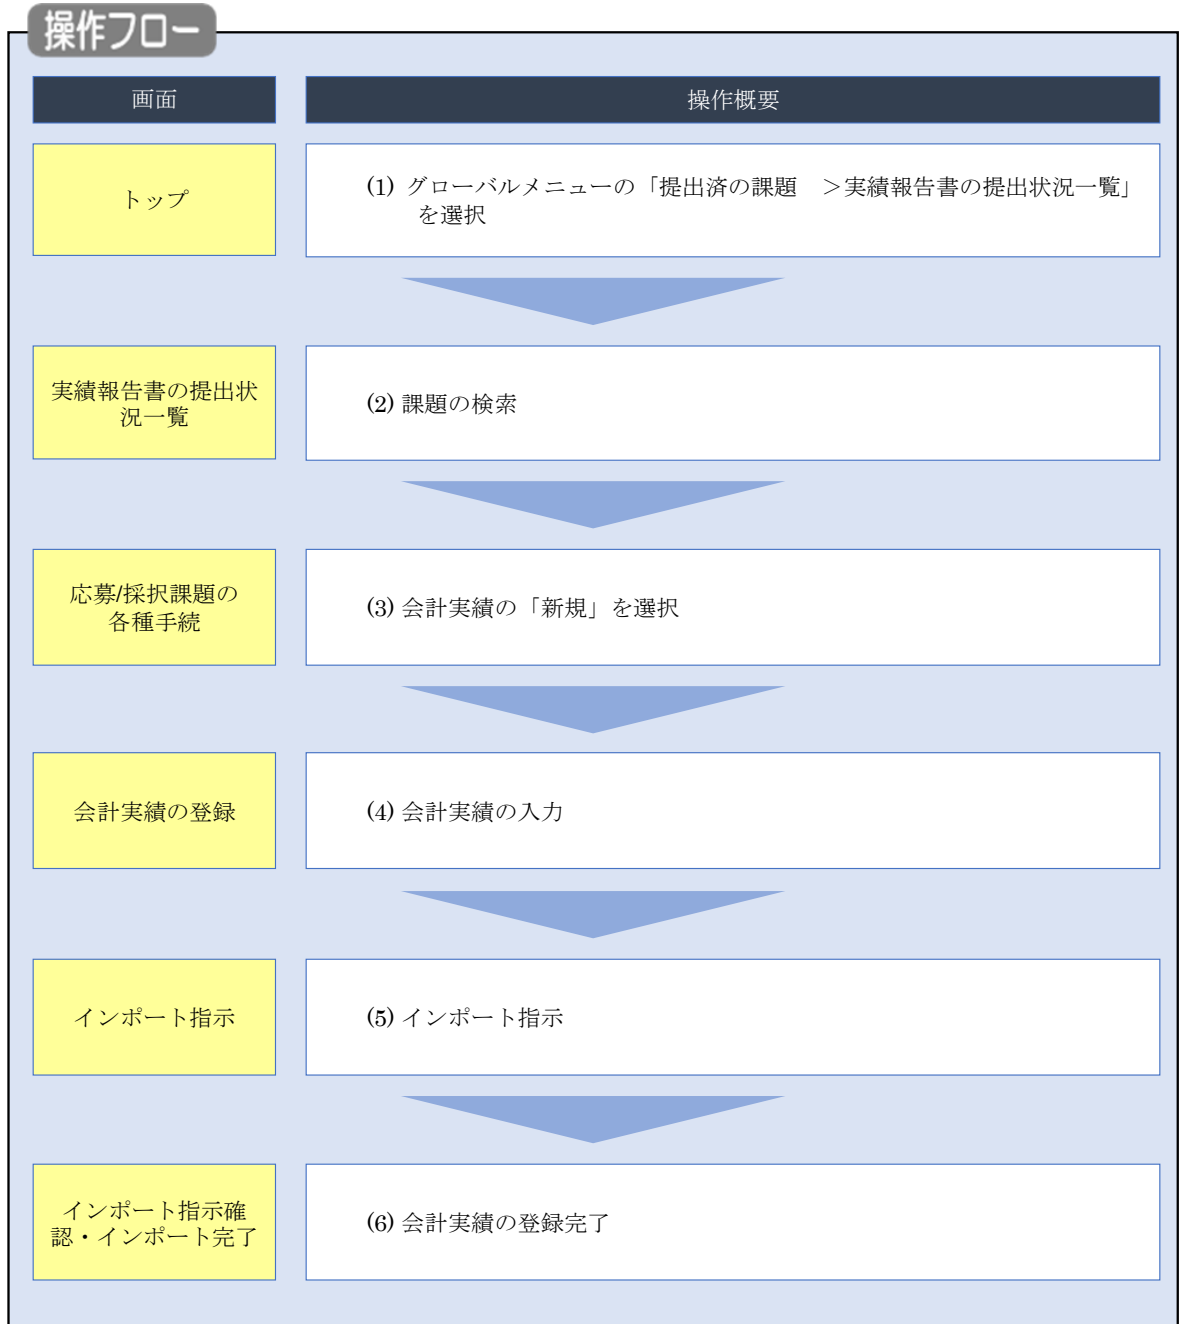 操作フロー
画面
操作概要
トップ
(1) グローバルメニューの「提出済の課題　＞実績報告書の提出状況一覧」
を選択
実績報告書の提出状
況一覧
(2) 課題の検索
応募/採択課題の
各種手続
(3) 会計実績の「新規」を選択
会計実績の登録
(4) 会計実績の入力
インポート指示
(5) インポート指示
インポート指示確
認・インポート完了
(6) 会計実績の登録完了